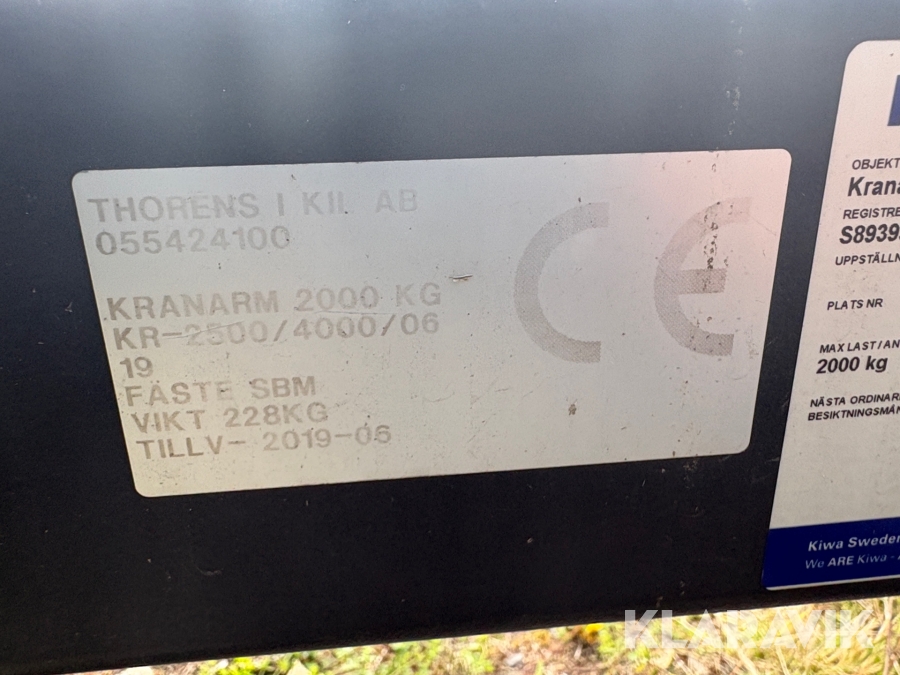 THORENS I KIL AB
055424100
KRANARM 2000 KG
KR-2500/4000/06
19
FÄSTE SBM
VIKT 228KG
TILLV- 2019-06
CE
OBJEKT
Krana
REGISTRE
S8939
UPPSTÄLLN
PLATS NR
MAX LAST/AN
2000 kg
NÄSTA ORDINARI
BESIKTNINGSMÅN
Kiwa Sweden
We ARE Kiwa -
KLARAVIK